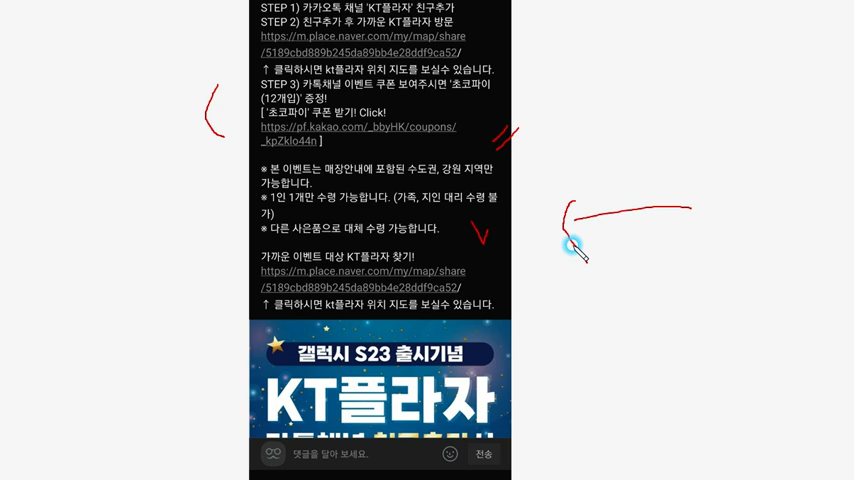 STEP 1) 카카오톡 채널 'KT플라자' 친구추가
STEP 2) 친구추가 후 가까운 KT플라자 방문
https://m.place.naver.com/my/map/share
/5189cbd889b245da89bb4e28ddf9ca52/
↑ 클릭하시면 kt플라자 위치 지도를 보실수 있습니다.
STEP 3) 카톡채널 이벤트 쿠폰 보여주시면 '초코파이
(12개입)' 증정!
[ '초코파이' 쿠폰 받기! Click!
https://pf.kakao.com/_bbyHK/coupons/
_kpZklo44n ]
※ 본 이벤트는 매장안내에 포함된 수도권, 강원 지역만
가능합니다.
※ 1인 1개만 수령 가능합니다. (가족, 지인 대리 수령 불
가)
※ 다른 사은품으로 대체 수령 가능합니다.
가까운 이벤트 대상 KT플라자 찾기!
https://m.place.naver.com/my/map/share
/5189cbd889b245da89bb4e28ddf9ca52/
↑ 클릭하시면 kt플라자 위치 지도를 보실수 있습니다.
갤럭시 S23 출시기념
KT플라자
댓글을 달아 보세요.
전송